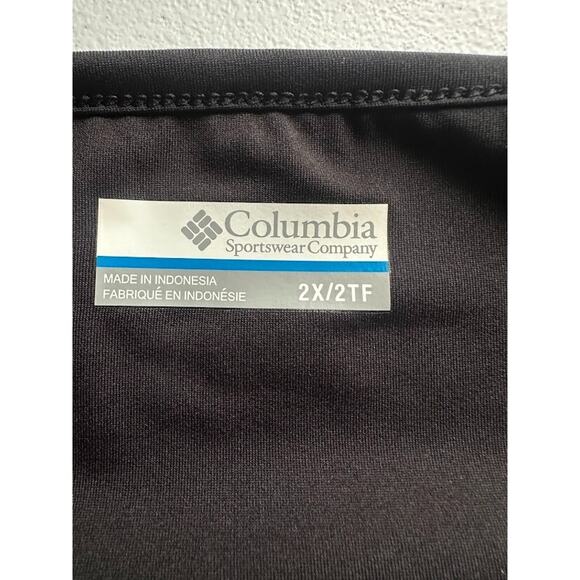 Columbia
Sportswear Company
MADE IN INDONESIA
FABRIQUÉ EN INDONÉSIE
2X/2TF